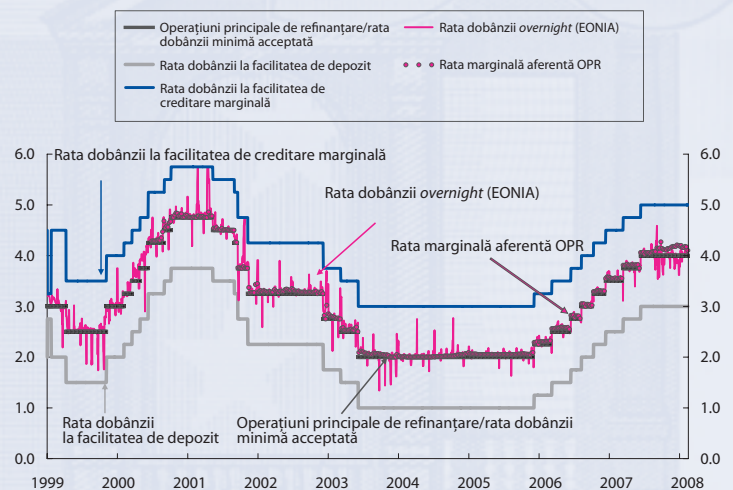 Operațiuni principale de refinanțare/rata
dobânzii minimă acceptată
Rata dobânzii la facilitatea de depozit
Rata dobânzii la facilitatea de
creditare marginală
Rata dobânzii overnight (EONIA)
Rata marginală aferentă OPR
6.0
5.0
4.0
3.0
2.0
1.0
0.0
6.0
5.0
4.0
3.0
2.0
1.0
0.0
Rata dobânzii la facilitatea de creditare marginală
Rata dobânzii overnight (EONIA)
Rata marginală aferentă OPR
Rata dobânzii
la facilitatea de depozit
Operațiuni principale de refinanțare/rata dobânzii
minimă acceptată
1999 2000 2001 2002 2003 2004 2005 2006 2007 2008